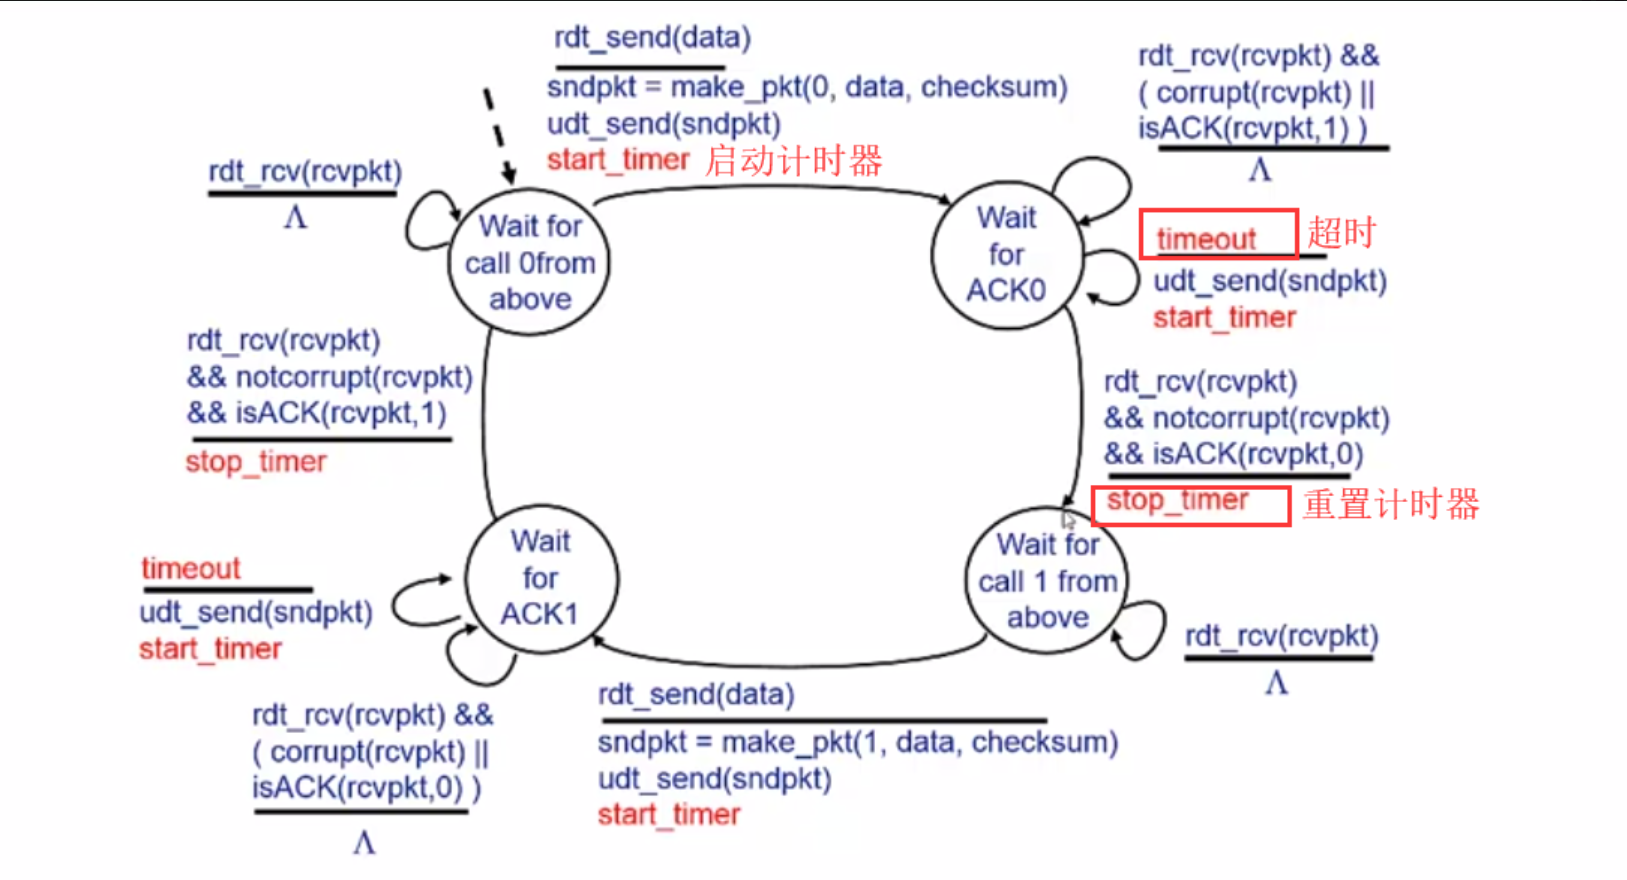 rdt_send(data)
sndpkt = make_pkt(0, data, checksum)
udt_send(sndpkt)
start_timer 启动计时器
rdt_rcv(rcvpkt) &&
( corrupt(rcvpkt) ||
isACK(rcvpkt,1) )
Λ
rdt_rcv(rcvpkt)
Λ
Wait for
call 0from
above
Wait
for
ACK0
timeout 超时
udt_send(sndpkt)
start_timer
rdt_rcv(rcvpkt)
&& notcorrupt(rcvpkt)
&& isACK(rcvpkt,1)
stop_timer
rdt_rcv(rcvpkt)
&& notcorrupt(rcvpkt)
&& isACK(rcvpkt,0)
stop_timer 重置计时器
Wait
for
ACK1
Wait for
call 1 from
above
timeout
udt_send(sndpkt)
start_timer
rdt_rcv(rcvpkt)
Λ
rdt_rcv(rcvpkt) &&
( corrupt(rcvpkt) ||
isACK(rcvpkt,0) )
Λ
rdt_send(data)
sndpkt = make_pkt(1, data, checksum)
udt_send(sndpkt)
start_timer